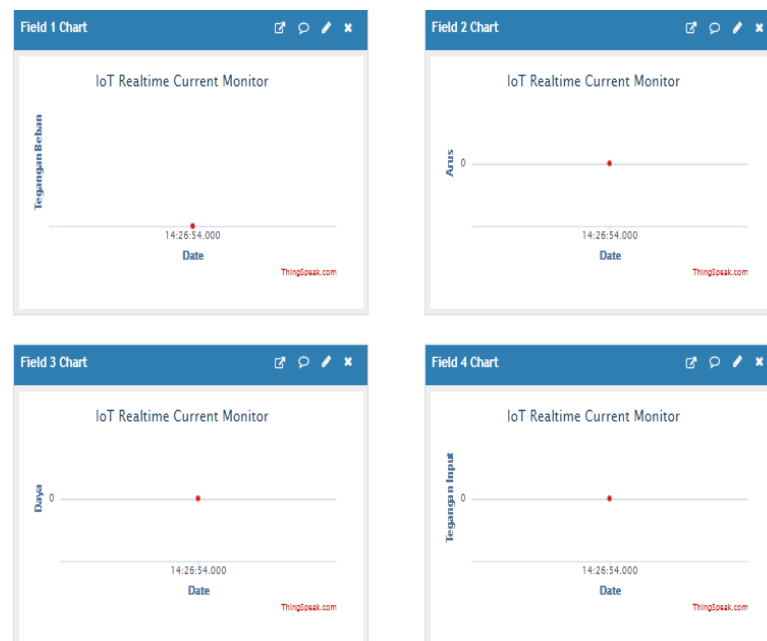 Field 1 Chart
IoT Realtime Current Monitor
Tegangan Beban
14:26:54.000
Date
ThingSpeak.com
Field 2 Chart
IoT Realtime Current Monitor
Arus
0
14:26:54.000
Date
ThingSpeak.com
Field 3 Chart
IoT Realtime Current Monitor
Daya
0
14:26:54.000
Date
ThingSpeak.com
Field 4 Chart
IoT Realtime Current Monitor
Tegangan Input
0
14:26:54.000
Date
ThingSpeak.com